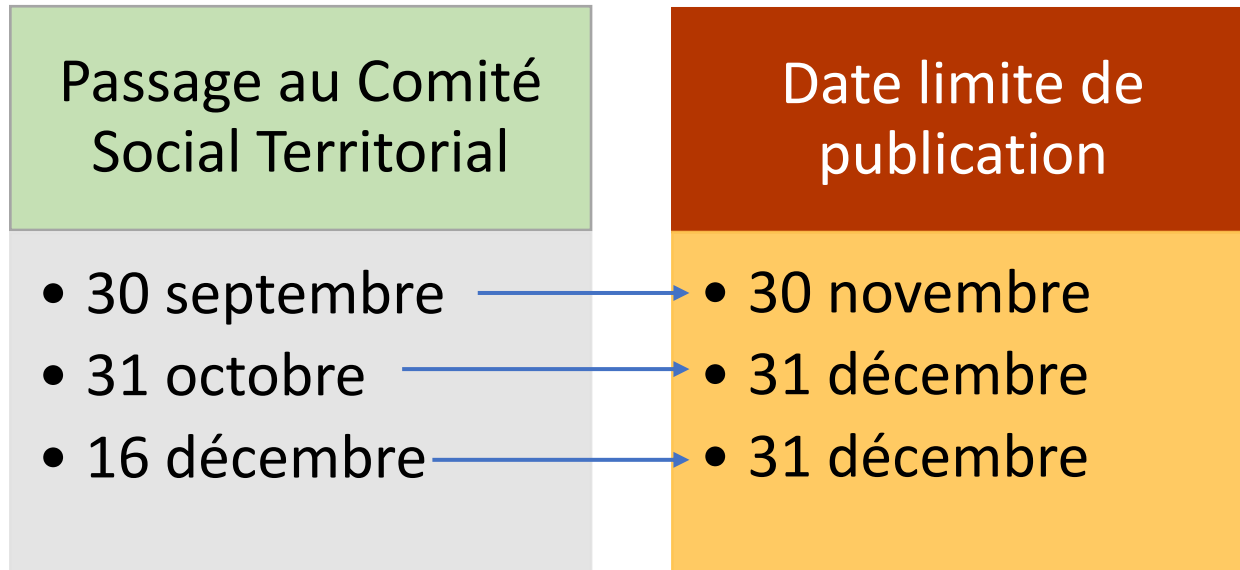 Passage au Comité
Social Territorial
• 30 septembre
• 31 octobre
• 16 décembre
Date limite de
publication
• 30 novembre
• 31 décembre
• 31 décembre